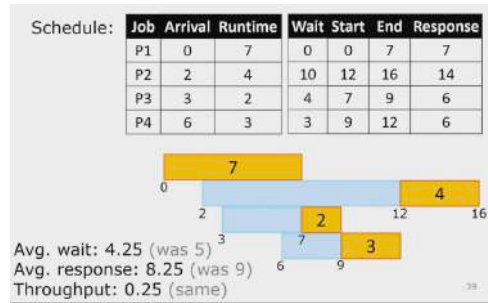 Schedule:
Job Arrival Runtime Wait Start End Response
P1 0 7 0 0 7 7
P2 2 4 10 12 16 14
P3 3 2 4 7 9 6
P4 6 3 3 9 12 6
7
0
4
2 12 16
2
3 7
3
6 9
Avg. wait: 4.25 (was 5)
Avg. response: 8.25 (was 9)
Throughput: 0.25 (same)
39